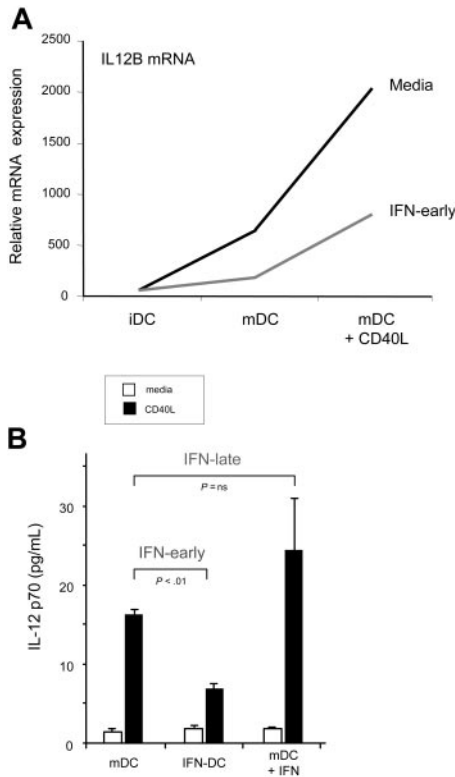 A
IL12B mRNA
Relative mRNA expression
2500
2000
1500
1000
500
0
Media
IFN-early
iDC
mDC
mDC
+ CD40L
media
CD40L
B
IL-12 p70 (pg/mL)
30
20
10
0
IFN-late
P = ns
IFN-early
P < .01
mDC
IFN-DC
mDC
+ IFN